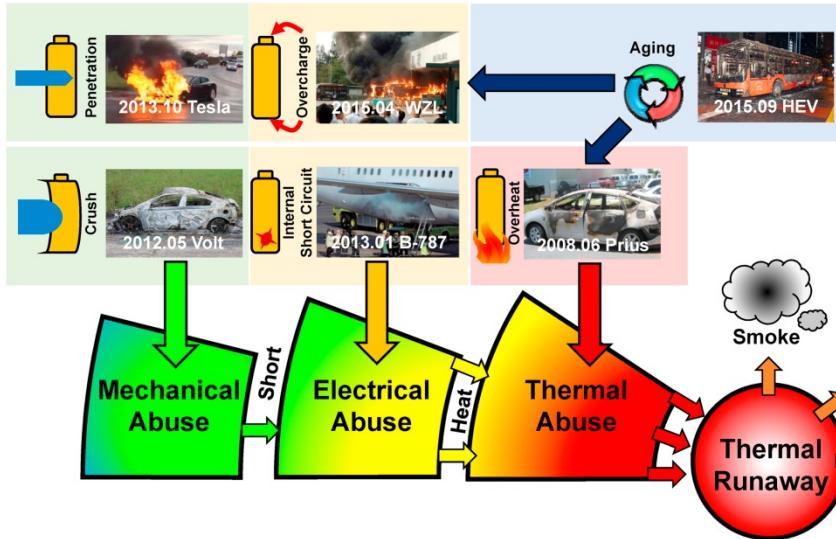 Penetration
2013.10 Tesla
Overcharge
2015.04 WZL
Aging
2015.09 HEV
Crush
2012.05 Volt
Internal
Short Circuit
2013.01 B-787
Overheat
2008.06 Prius
Smoke
Mechanical
Abuse
Short
Electrical
Abuse
Heat
Thermal
Abuse
Thermal
Runaway